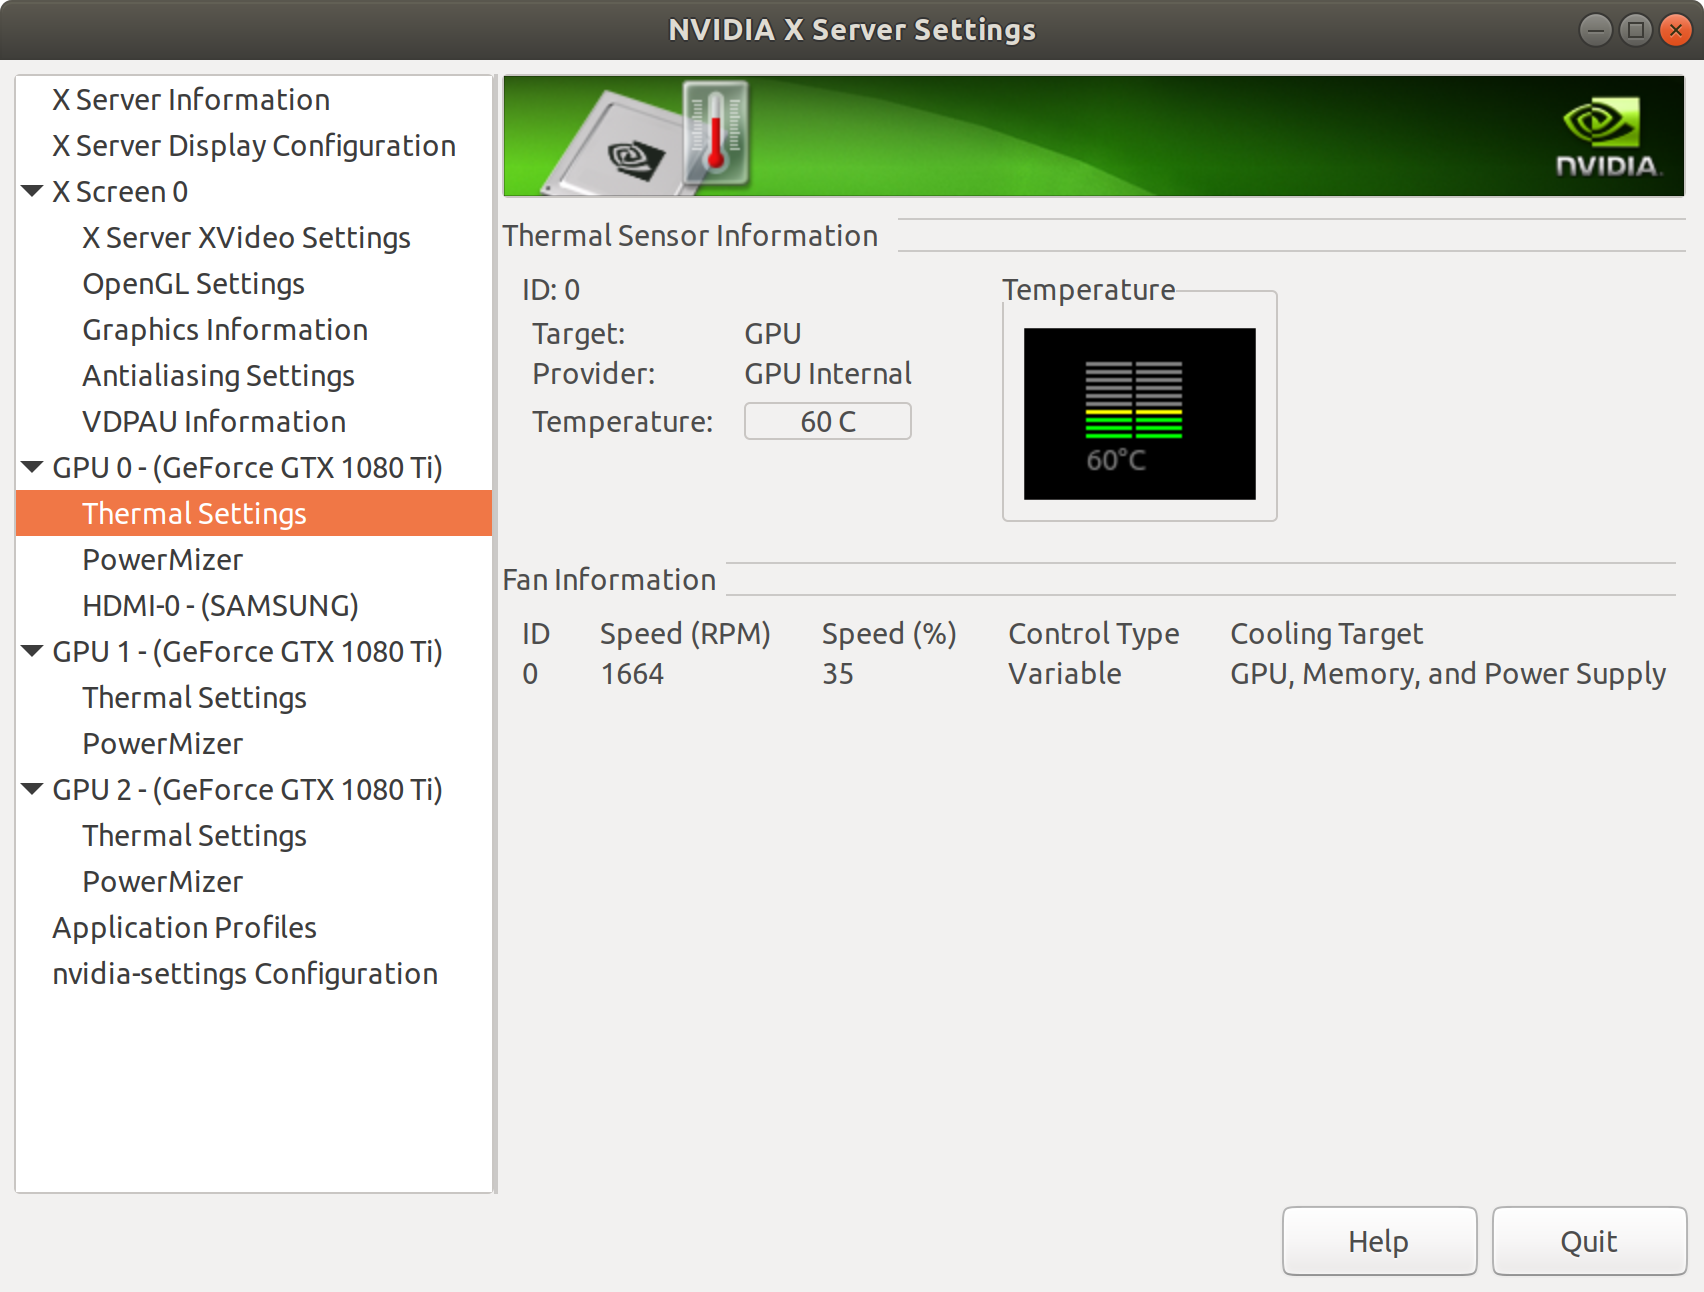 NVIDIA X Server Settings
X Server Information
X Server Display Configuration
X Screen 0
X Server XVideo Settings
OpenGL Settings
Graphics Information
Antialiasing Settings
VDPAU Information
GPU 0 - (GeForce GTX 1080 Ti)
Thermal Settings
PowerMizer
HDMI-0 - (SAMSUNG)
GPU 1 - (GeForce GTX 1080 Ti)
Thermal Settings
PowerMizer
GPU 2 - (GeForce GTX 1080 Ti)
Thermal Settings
PowerMizer
Application Profiles
nvidia-settings Configuration
NVIDIA.
Thermal Sensor Information
ID: 0
Target: GPU
Provider: GPU Internal
Temperature: 60 C
Temperature
60°C
Fan Information
ID Speed (RPM) Speed (%) Control Type Cooling Target
0 1664 35 Variable GPU, Memory, and Power Supply
Help Quit